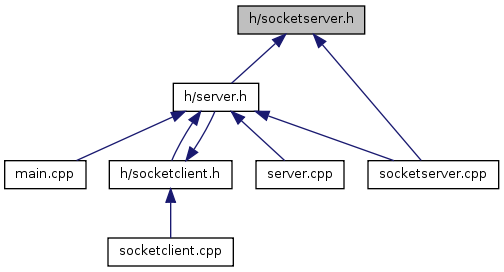 h/socketserver.h
h/server.h
main.cpp
h/socketclient.h
server.cpp
socketserver.cpp
socketclient.cpp